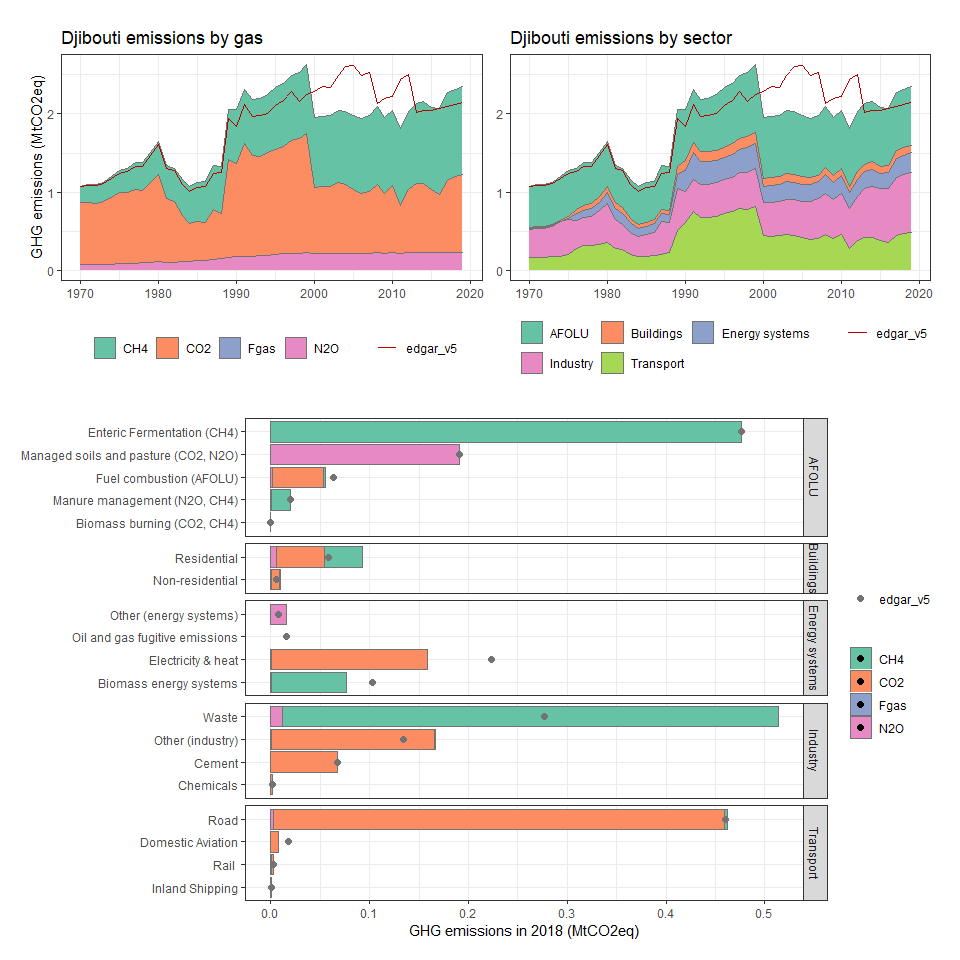 Djibouti emissions by gas
Djibouti emissions by sector
GHG emissions (MtCO2eq)
2
1
0
1970 1980 1990 2000 2010 2020
2
1
0
1970 1980 1990 2000 2010 2020
CH4 CO2 Fgas N2O edgar_v5
AFOLU Buildings Energy systems edgar_v5
Industry Transport
Enteric Fermentation (CH4)
Managed soils and pasture (CO2, N2O)
Fuel combustion (AFOLU)
Manure management (N2O, CH4)
Biomass burning (CO2, CH4)
AFOLU
Residential
Non-residential
Buildings
Other (energy systems)
Oil and gas fugitive emissions
Electricity & heat
Biomass energy systems
Energy systems
Waste
Other (industry)
Cement
Chemicals
Industry
Road
Domestic Aviation
Rail
Inland Shipping
Transport
0.0 0.1 0.2 0.3 0.4 0.5
GHG emissions in 2018 (MtCO2eq)
edgar_v5
CH4
CO2
Fgas
N2O